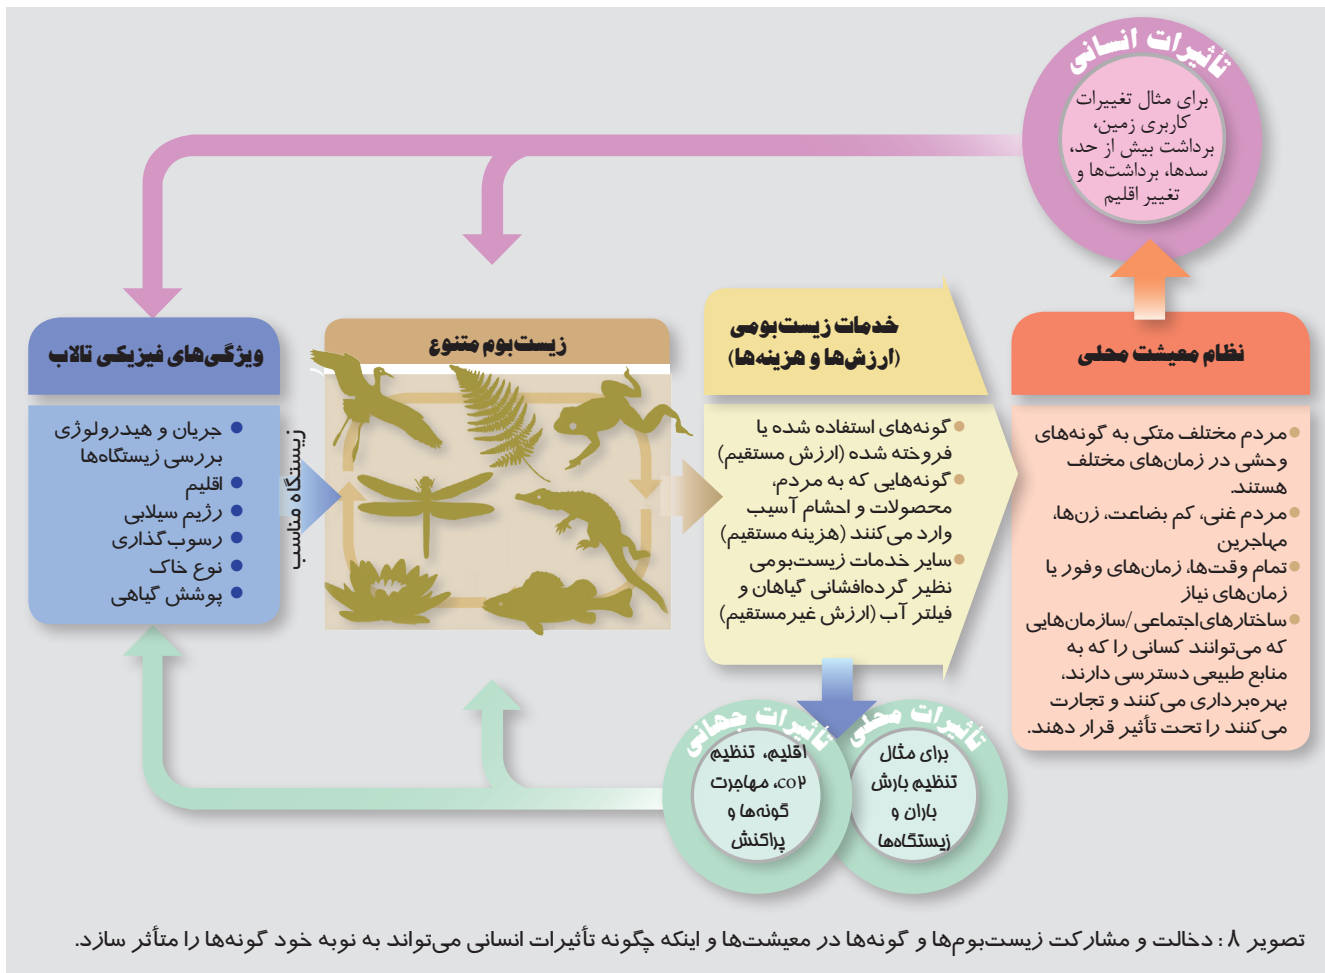 تأثیرات انسانی
برای مثال تغییرات
کاربری زمین،
برداشت بیش از حد،
سدها، برداشت‌ها و
تغییر اقلیم
نظام معیشت محلی
مردم مختلف متکی به گونه‌های
وحشی در زمان‌های مختلف
هستند.
مردم غنی، کم بضاعت، زن‌ها،
مهاجرین
تمام وقت‌ها، زمان‌های وفور یا
زمان‌های نیاز
ساختارهای‌اجتماعی/سازمان‌هایی
که می‌توانند کسانی را که به
منابع طبیعی دسترسی دارند،
بهره‌برداری می‌کنند و تجارت
می‌کنند را تحت تأثیر قرار دهند.
خدمات زیست‌بومی
(ارزش‌ها و هزینه‌ها)
گونه‌های استفاده شده یا
فروخته شده (ارزش مستقیم)
گونه‌هایی که به مردم،
محصولات و احشام آسیب
وارد می‌کنند (هزینه مستقیم)
سایر خدمات زیست‌بومی
نظیر گرده‌افشانی گیاهان و
فیلتر آب (ارزش غیرمستقیم)
زیست‌بوم متنوع
زیستگاه مناسب
ویژگی‌های فیزیکی تالاب
جریان و هیدرولوژی
بررسی زیستگاه‌ها
اقلیم
رژیم سیلابی
رسوب‌گذاری
نوع خاک
پوشش گیاهی
تأثیرات محلی
برای مثال
تنظیم بارش
باران و
زیستگاه‌ها
تأثیرات جهانی
اقلیم، تنظیم
co۲، مهاجرت
گونه‌ها و
پراکنش
تصویر ۸ : دخالت و مشارکت زیست‌بوم‌ها و گونه‌ها در معیشت‌ها و اینکه چگونه تأثیرات انسانی می‌تواند به نوبه خود گونه‌ها را متأثر سازد.